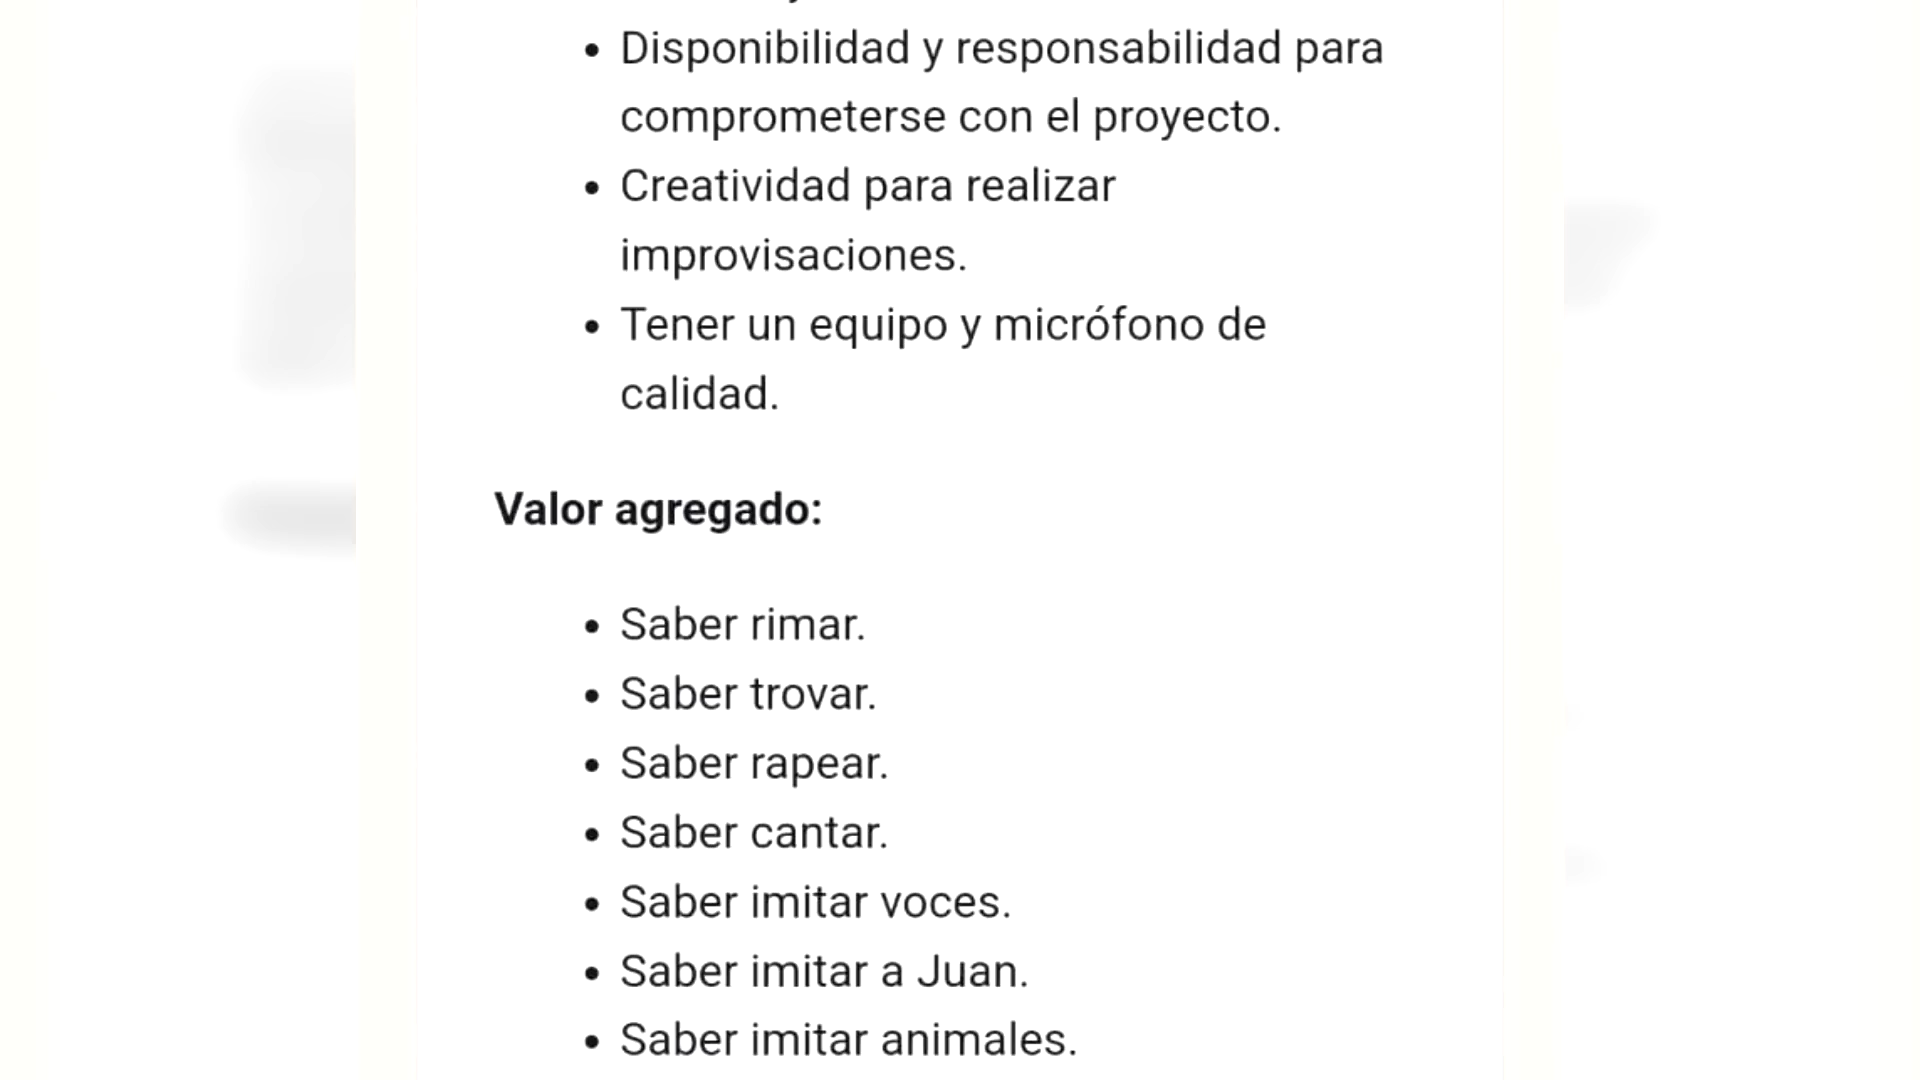 • Disponibilidad y responsabilidad para
comprometerse con el proyecto.
• Creatividad para realizar
improvisaciones.
• Tener un equipo y micrófono de
calidad.
Valor agregado:
• Saber rimar.
• Saber trovar.
• Saber rapear.
• Saber cantar.
• Saber imitar voces.
• Saber imitar a Juan.
• Saber imitar animales.